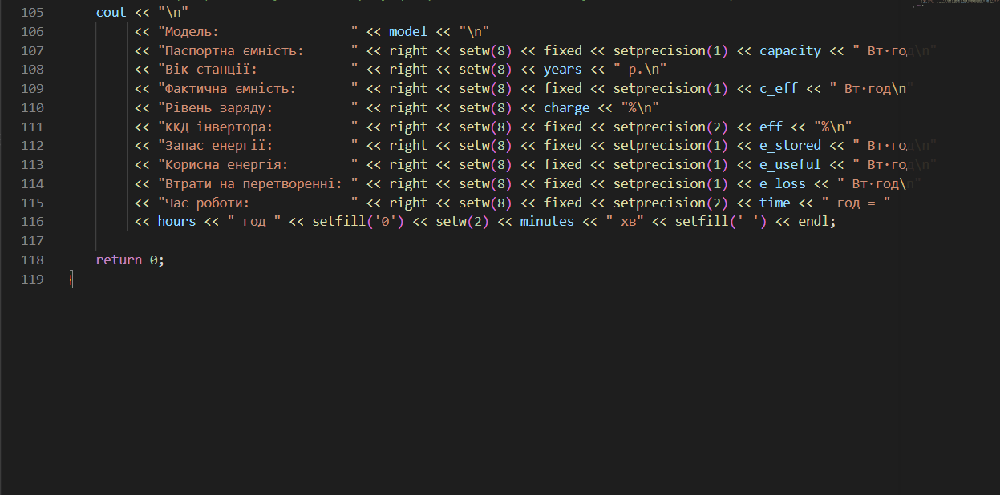 105 cout << "\n"
106 << "Модель: " << model << "\n"
107 << "Паспортна ємність: " << right << setw(8) << fixed << setprecision(1) << capacity << " Вт·год\n"
108 << "Вік станції: " << right << setw(8) << years << " р.\n"
109 << "Фактична ємність: " << right << setw(8) << fixed << setprecision(1) << c_eff << " Вт·год\n"
110 << "Рівень заряду: " << right << setw(8) << charge << "%\n"
111 << "ККД інвертора: " << right << setw(8) << fixed << setprecision(2) << eff << "%\n"
112 << "Запас енергії: " << right << setw(8) << fixed << setprecision(1) << e_stored << " Вт·год\n"
113 << "Корисна енергія: " << right << setw(8) << fixed << setprecision(1) << e_useful << " Вт·год\n"
114 << "Втрати на перетворенні: " << right << setw(8) << fixed << setprecision(1) << e_loss << " Вт·год\n"
115 << "Час роботи: " << right << setw(8) << fixed << setprecision(2) << time << " год = "
116 << hours << " год " << setfill('0') << setw(2) << minutes << " хв" << setfill(' ') << endl;
117
118 return 0;
119 }